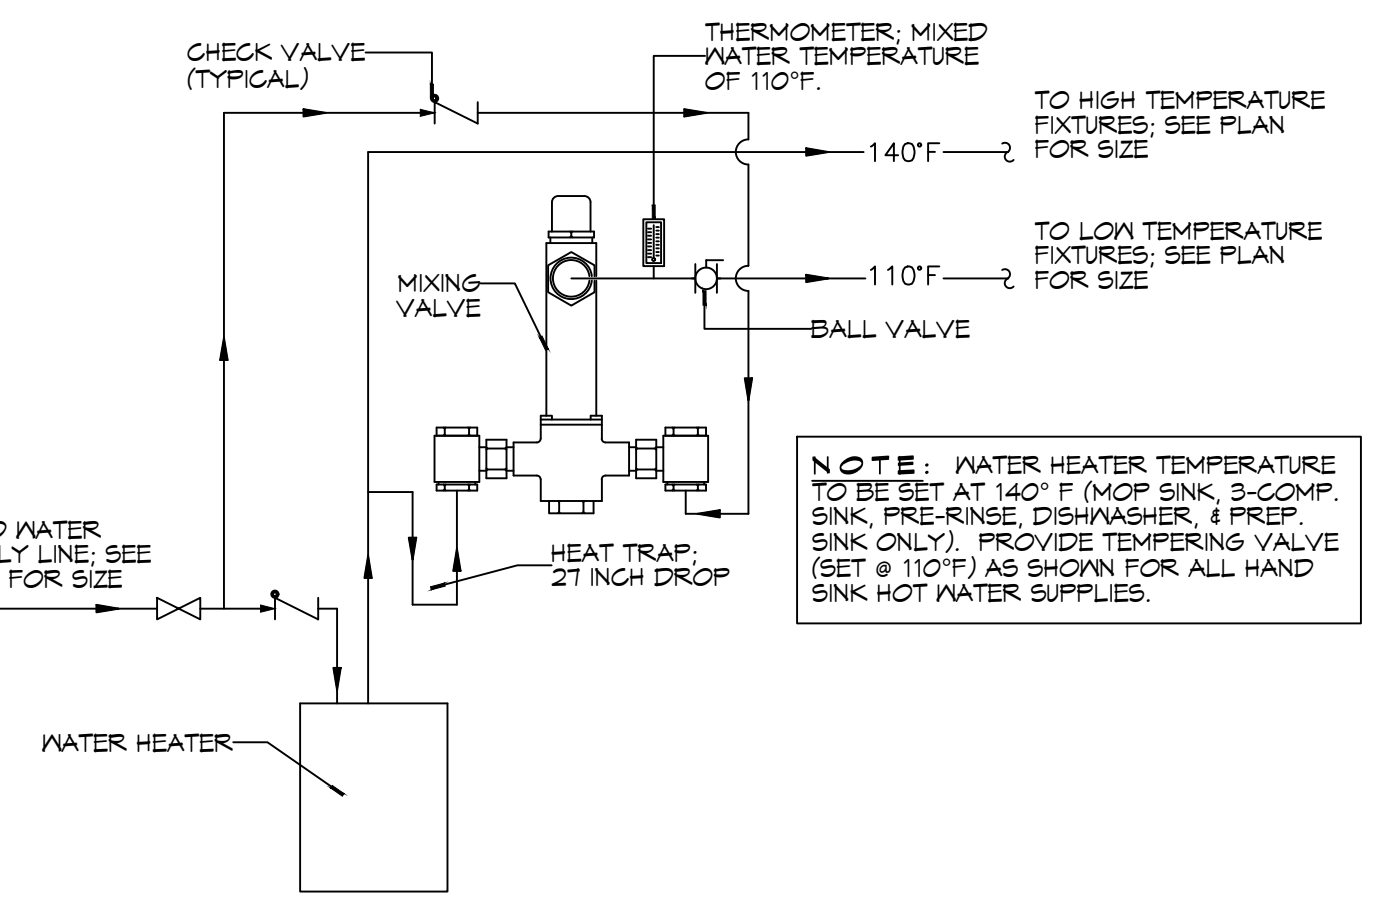 CHECK VALVE
(TYPICAL)
THERMOMETER; MIXED
WATER TEMPERATURE
OF 110°F.
TO HIGH TEMPERATURE
FIXTURES; SEE PLAN
FOR SIZE
140°F
TO LOW TEMPERATURE
FIXTURES; SEE PLAN
FOR SIZE
110°F
MIXING
VALVE
BALL VALVE
NOTE: WATER HEATER TEMPERATURE
TO BE SET AT 140° F (MOP SINK, 3-COMP.
SINK, PRE-RINSE, DISHWASHER, & PREP.
SINK ONLY). PROVIDE TEMPERING VALVE
(SET @ 110°F) AS SHOWN FOR ALL HAND
SINK HOT WATER SUPPLIES.
WATER
LINE; SEE
FOR SIZE
HEAT TRAP;
27 INCH DROP
WATER HEATER